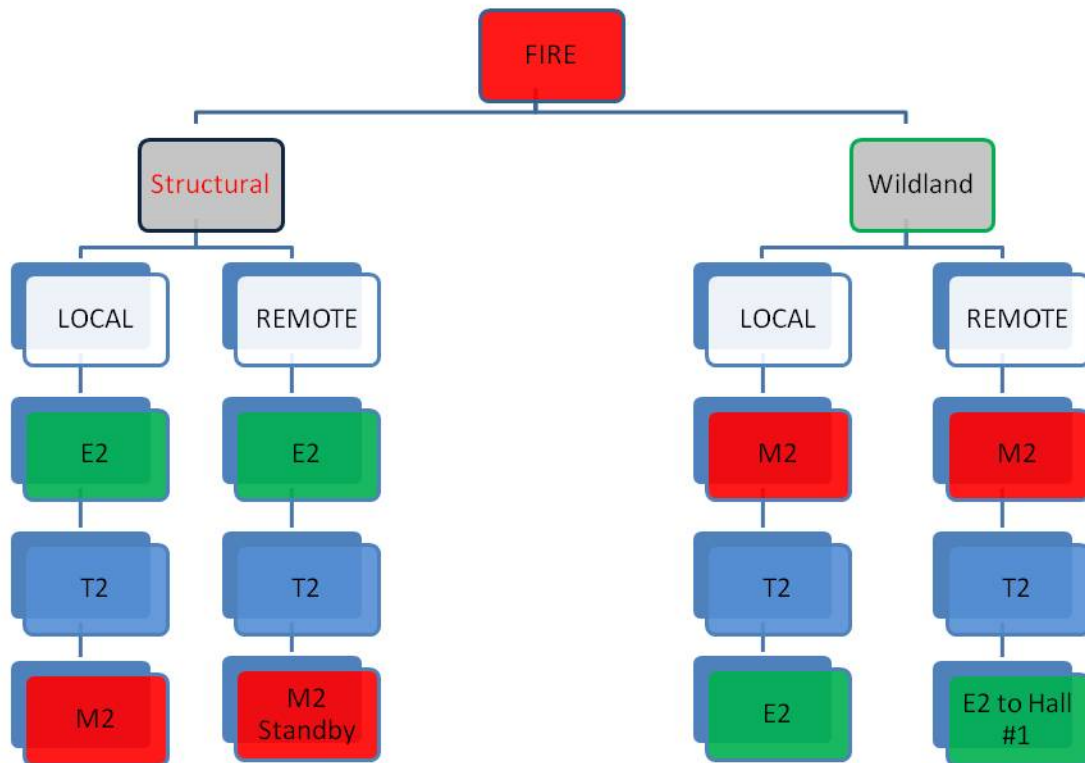 FIRE
Structural
Wildland
LOCAL
REMOTE
LOCAL
REMOTE
E2
E2
M2
M2
T2
T2
T2
T2
M2
M2
Standby
E2
E2 to Hall
#1